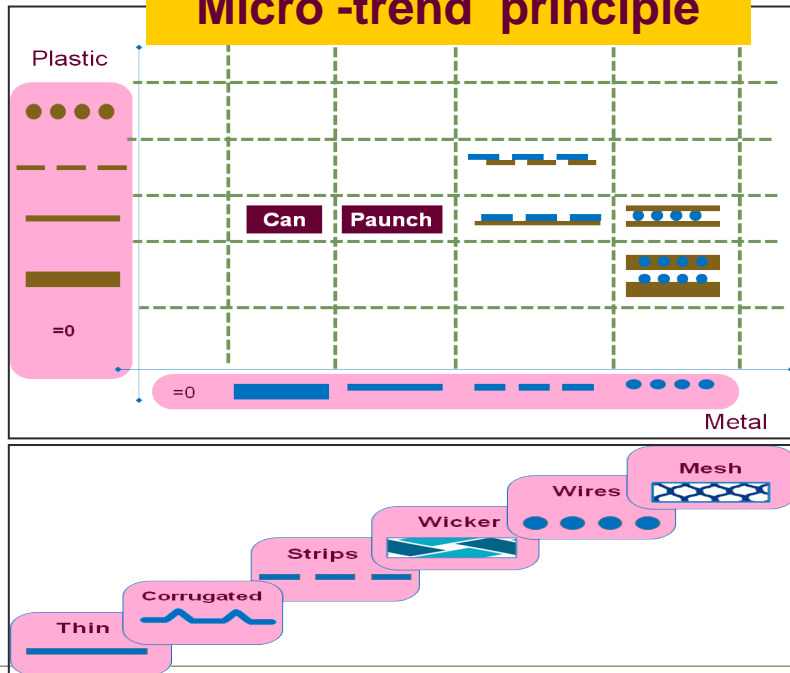 Micro -trend principle
Plastic
Can
Paunch
=0
=0
Metal
Mesh
Wires
Wicker
Strips
Corrugated
Thin